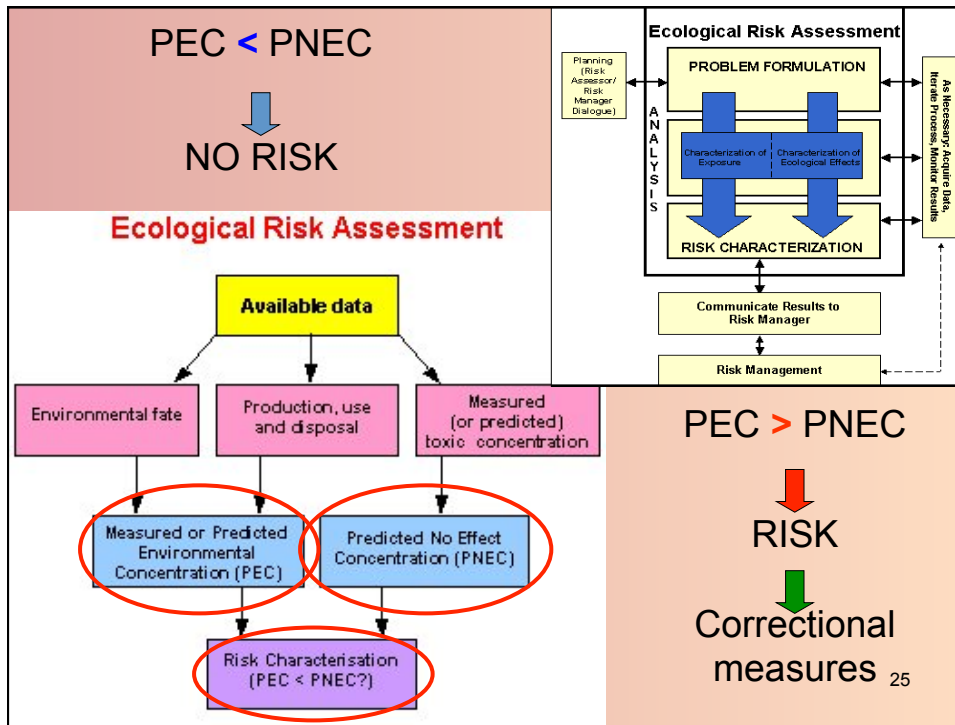 PEC < PNEC
NO RISK
Ecological Risk Assessment
Planning
(Risk
Assessor/
Risk
Manager
Dialogue)
PROBLEM FORMULATION
ANALYSIS
Characterization of
Exposure
Characterization of
Ecological Effects
RISK CHARACTERIZATION
As Necessary: Acquire Data,
Iterate Process, Monitor Results
Communicate Results to
Risk Manager
Risk Management
Ecological Risk Assessment
Available data
Environmental fate
Production, use
and disposal
Measured
(or predicted)
toxic concentration
Measured or Predicted
Environmental
Concentration (PEC)
Predicted No Effect
Concentration (PNEC)
Risk Characterisation
(PEC < PNEC?)
PEC > PNEC
RISK
Correctional
measures
25